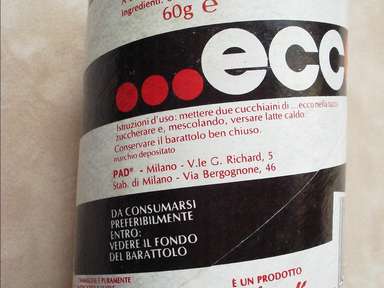 Ingredienti:
60g e
...ecc
Istruzioni d'uso: mettere due cucchiaini di ...ecco nella tazza
zuccherare e, mescolando, versare latte caldo
Conservare il barattolo ben chiuso.
marchio depositato
PAD® - Milano - V.le G. Richard, 5
Stab. di Milano - Via Bergognone, 46
DA CONSUMARSI
PREFERIBILMENTE
ENTRO:
VEDERE IL FONDO
DEL BARATTOLO
È UN PRODOTTO
È PURAMENTE